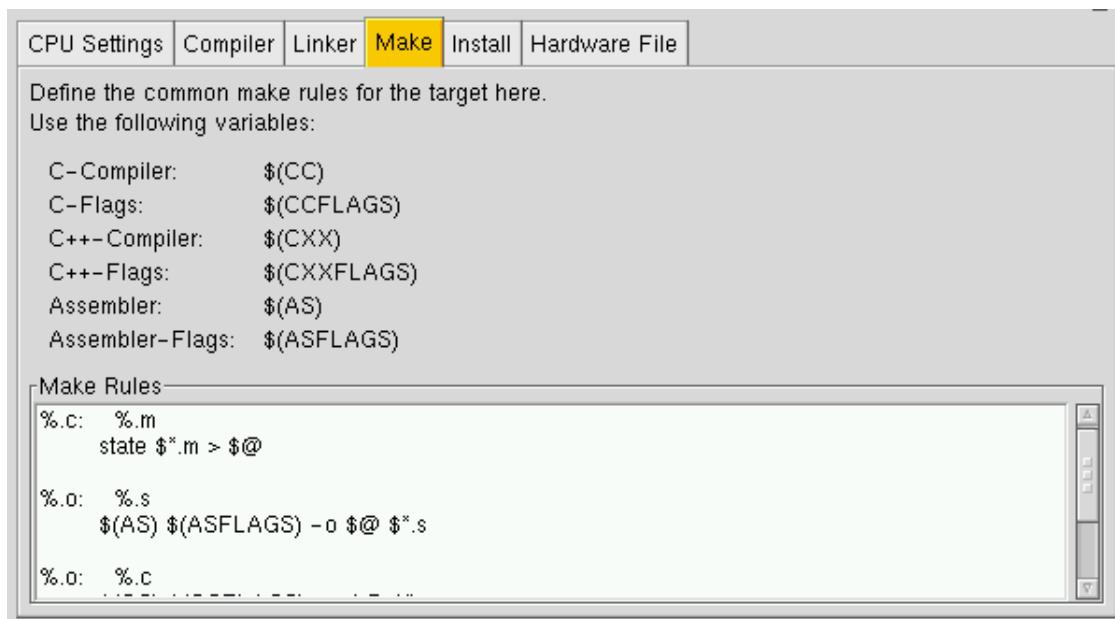 CPU Settings Compiler Linker Make Install Hardware File
Define the common make rules for the target here.
Use the following variables:
C-Compiler: $(CC)
C-Flags: $(CCFLAGS)
C++-Compiler: $(CXX)
C++-Flags: $(CXXFLAGS)
Assembler: $(AS)
Assembler-Flags: $(ASFLAGS)
Make Rules
%.c: %.m
state $*.m > $@
%.o: %.s
$(AS) $(ASFLAGS) -o $@ $*.s
%.o: %.c